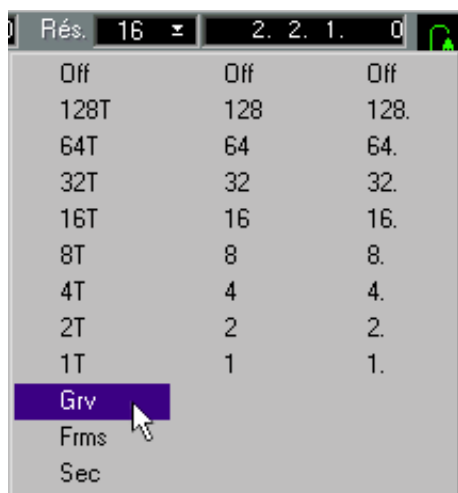 0 Rés. 16 2. 2. 1. 0
Off Off Off
128T 128 128.
64T 64 64.
32T 32 32.
16T 16 16.
8T 8 8.
4T 4 4.
2T 2 2.
1T 1 1.
Grv
Frms
Sec